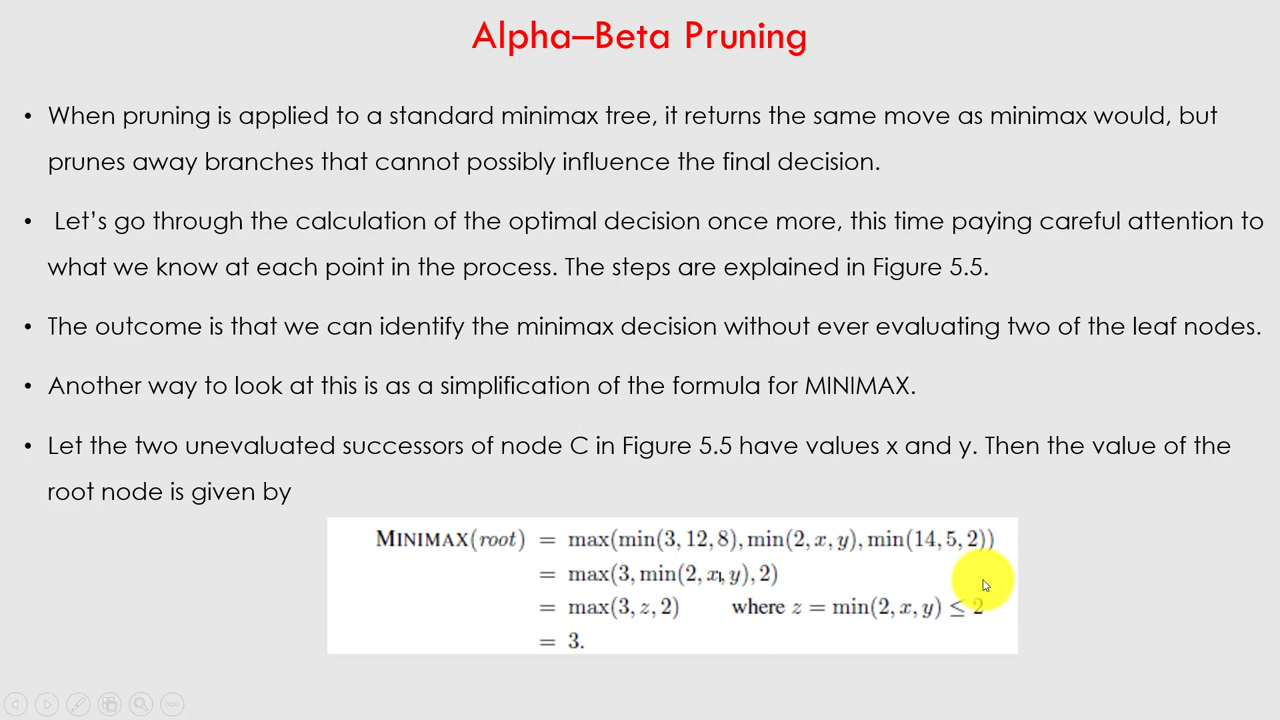 Alpha–Beta Pruning
• When pruning is applied to a standard minimax tree, it returns the same move as minimax would, but
prunes away branches that cannot possibly influence the final decision.
• Let's go through the calculation of the optimal decision once more, this time paying careful attention to
what we know at each point in the process. The steps are explained in Figure 5.5.
• The outcome is that we can identify the minimax decision without ever evaluating two of the leaf nodes.
• Another way to look at this is as a simplification of the formula for MINIMAX.
• Let the two unevaluated successors of node C in Figure 5.5 have values x and y. Then the value of the
root node is given by
MINIMAX(root) = max(min(3, 12, 8), min(2, x, y), min(14, 5, 2))
= max(3, min(2, x, y), 2)
= max(3, z, 2) where z = min(2, x, y) ≤ 2
= 3.